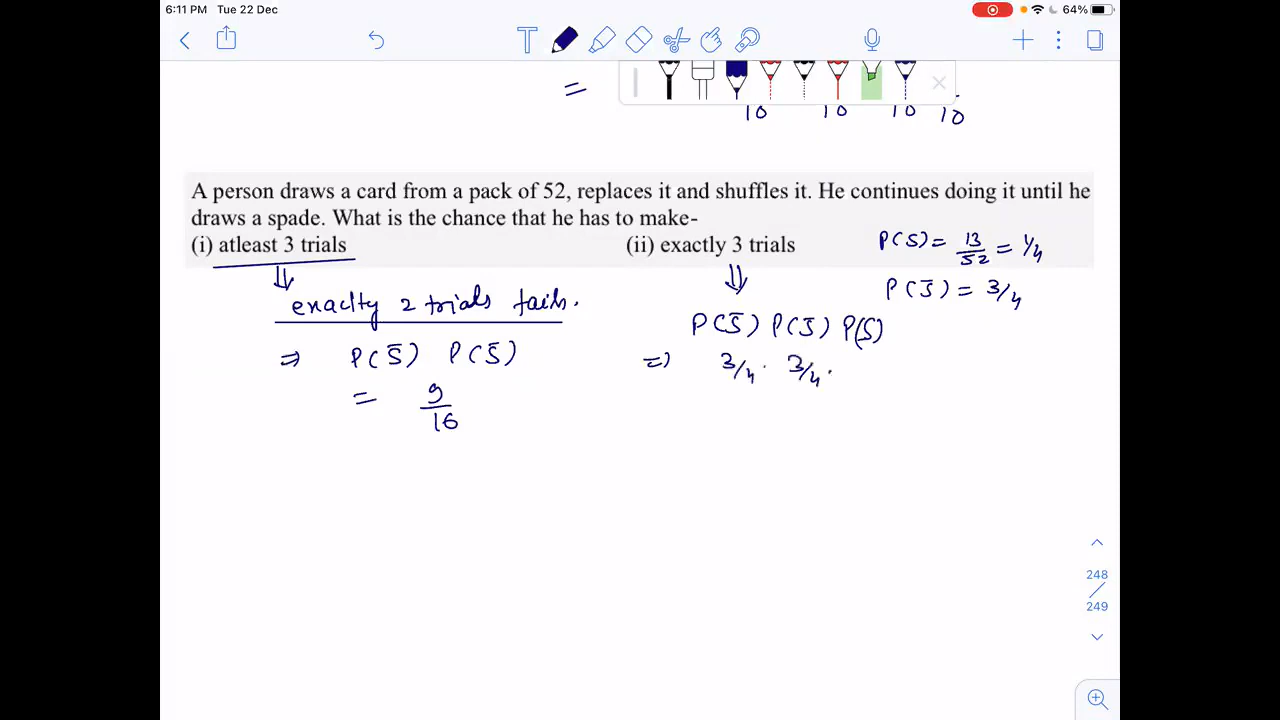 6:11 PM Tue 22 Dec
64%
T
=
10 10 10 10
A person draws a card from a pack of 52, replaces it and shuffles it. He continues doing it until he
draws a spade. What is the chance that he has to make-
(i) atleast 3 trials (ii) exactly 3 trials
P(S) = 13/52 = 1/4
P(S̅) = 3/4
⇓ ⇓
exaclty 2 trials fails.
P(S̅) P(S̅) P(S)
⇒ P(S̅) P(S̅)
⇒ 3/4 · 3/4 ·
= 9/16
248
/
249